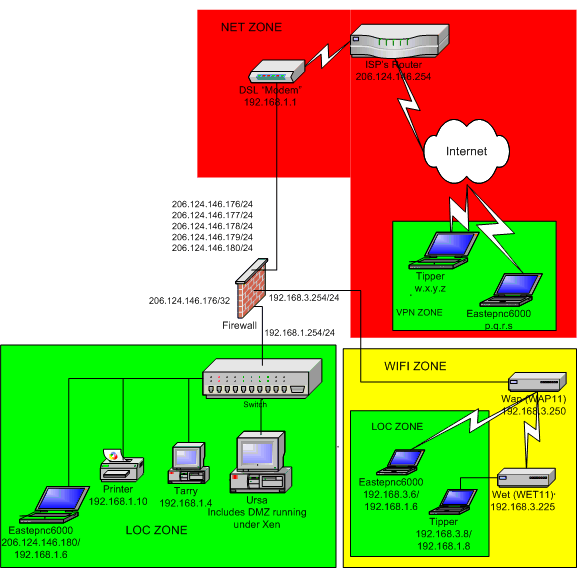 NET ZONE
ISP's Router
206.124.146.254
DSL "Modem"
192.168.1.1
Internet
206.124.146.176/24
206.124.146.177/24
206.124.146.178/24
206.124.146.179/24
206.124.146.180/24
Tipper
w.x.y.z
Eastepnc6000
p.q.r.s
VPN ZONE
206.124.146.176/32
192.168.3.254/24
Firewall
192.168.1.254/24
WIFI ZONE
Wap (WAP11)
192.168.3.250
Switch
LOC ZONE
Eastepnc6000
192.168.3.6/
192.168.1.6
Wet (WET11)
192.168.3.225
Tipper
192.168.3.8/
192.168.1.8
Printer
192.168.1.10
Tarry
192.168.1.4
Ursa
Includes DMZ running
under Xen
Eastepnc6000
206.124.146.180/
192.168.1.6
LOC ZONE